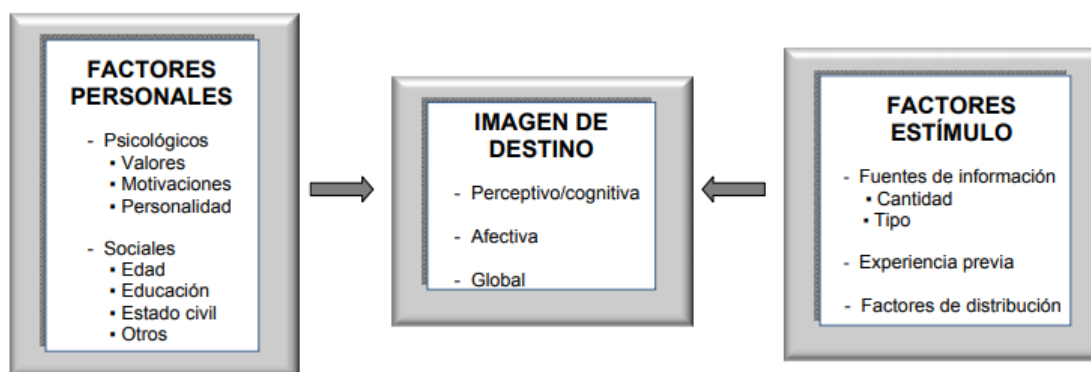 FACTORES
PERSONALES
- Psicológicos
▪ Valores
▪ Motivaciones
▪ Personalidad
- Sociales
▪ Edad
▪ Educación
▪ Estado civil
▪ Otros
IMAGEN DE
DESTINO
- Perceptivo/cognitiva
- Afectiva
- Global
FACTORES
ESTÍMULO
- Fuentes de información
▪ Cantidad
▪ Tipo
- Experiencia previa
- Factores de distribución